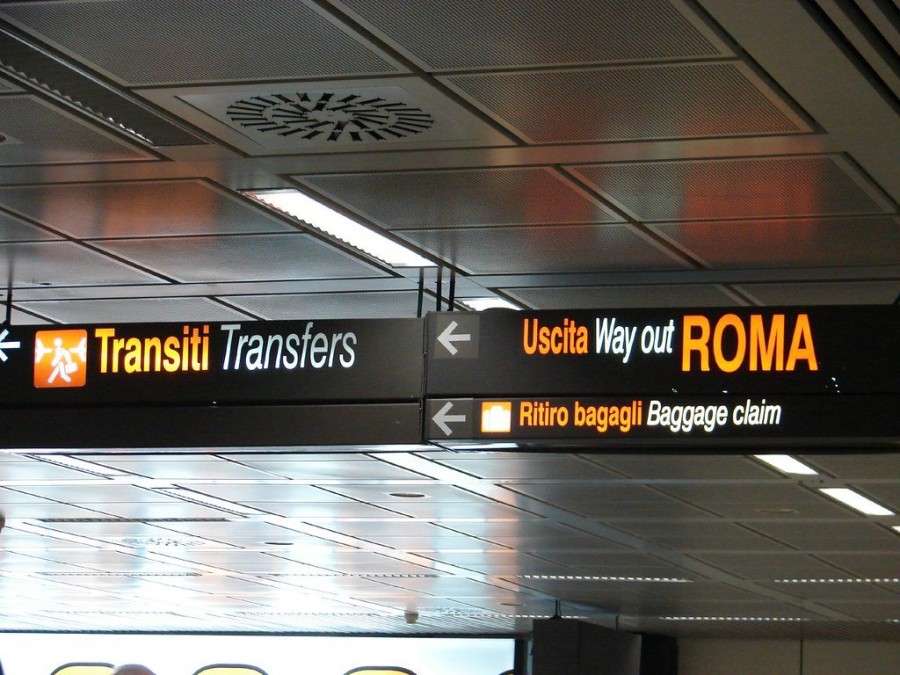 Transiti Transfers
Uscita Way out ROMA
Ritiro bagagli Baggage claim